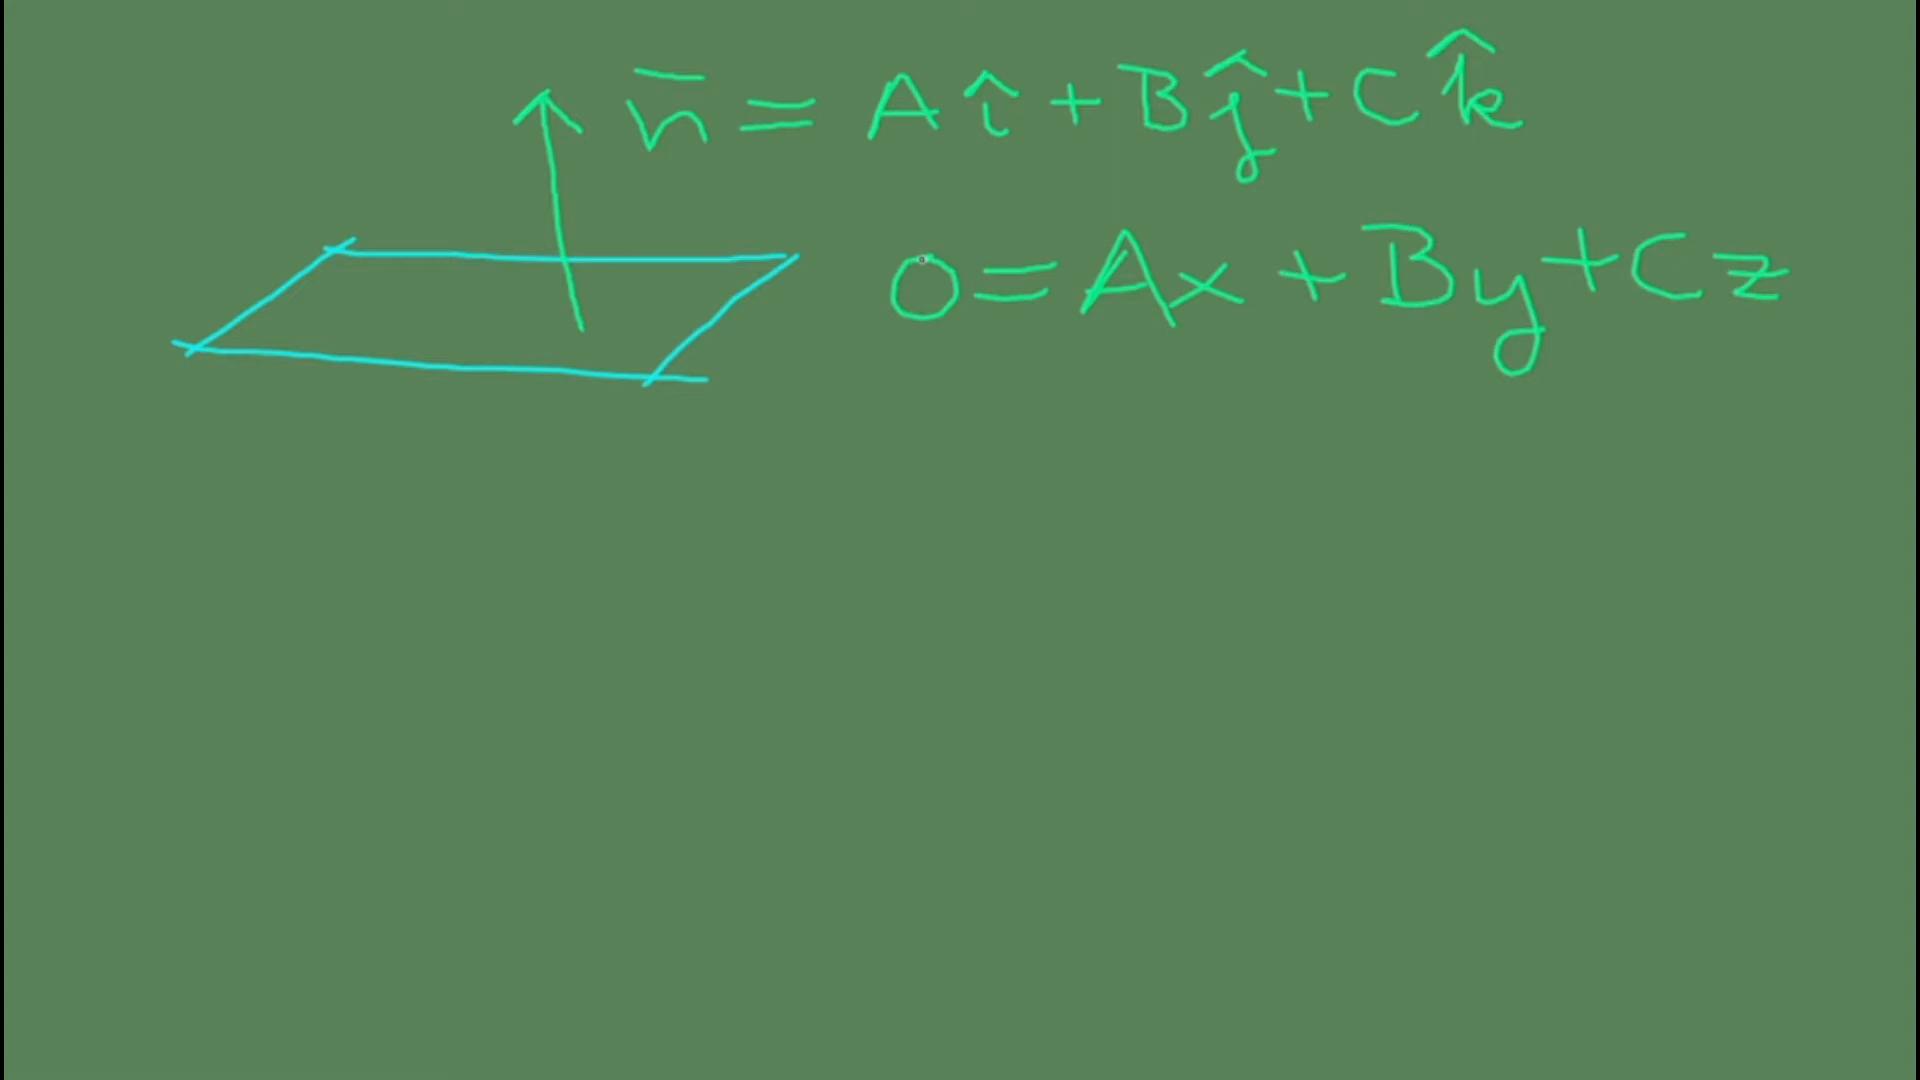 n̄ = A î + B ĵ + C k̂
0 = Ax + By + Cz